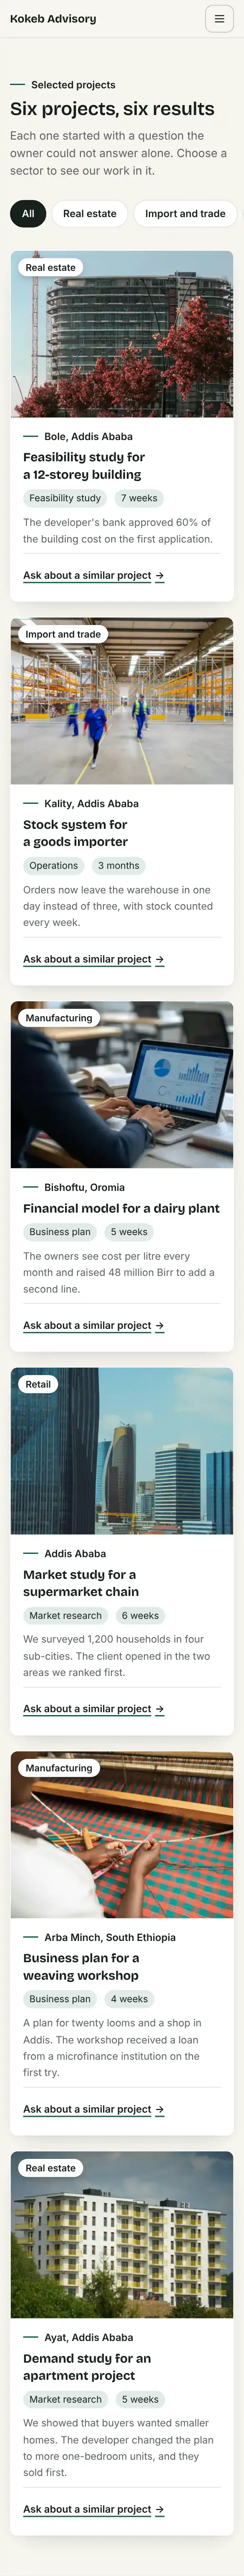 Kokeb Advisory
Selected projects
Six projects, six results
Each one started with a question the
owner could not answer alone. Choose a
sector to see our work in it.
All
Real estate
Import and trade
Real estate
Bole, Addis Ababa
Feasibility study for
a 12-storey building
Feasibility study
7 weeks
The developer's bank approved 60% of
the building cost on the first application.
Ask about a similar project →
Import and trade
Kality, Addis Ababa
Stock system for
a goods importer
Operations
3 months
Orders now leave the warehouse in one
day instead of three, with stock counted
every week.
Ask about a similar project →
Manufacturing
Bishoftu, Oromia
Financial model for a dairy plant
Business plan
5 weeks
The owners see cost per litre every
month and raised 48 million Birr to add a
second line.
Ask about a similar project →
Retail
Addis Ababa
Market study for a
supermarket chain
Market research
6 weeks
We surveyed 1,200 households in four
sub-cities. The client opened in the two
areas we ranked first.
Ask about a similar project →
Manufacturing
Arba Minch, South Ethiopia
Business plan for a
weaving workshop
Business plan
4 weeks
A plan for twenty looms and a shop in
Addis. The workshop received a loan
from a microfinance institution on the
first try.
Ask about a similar project →
Real estate
Ayat, Addis Ababa
Demand study for an
apartment project
Market research
5 weeks
We showed that buyers wanted smaller
homes. The developer changed the plan
to more one-bedroom units, and they
sold first.
Ask about a similar project →